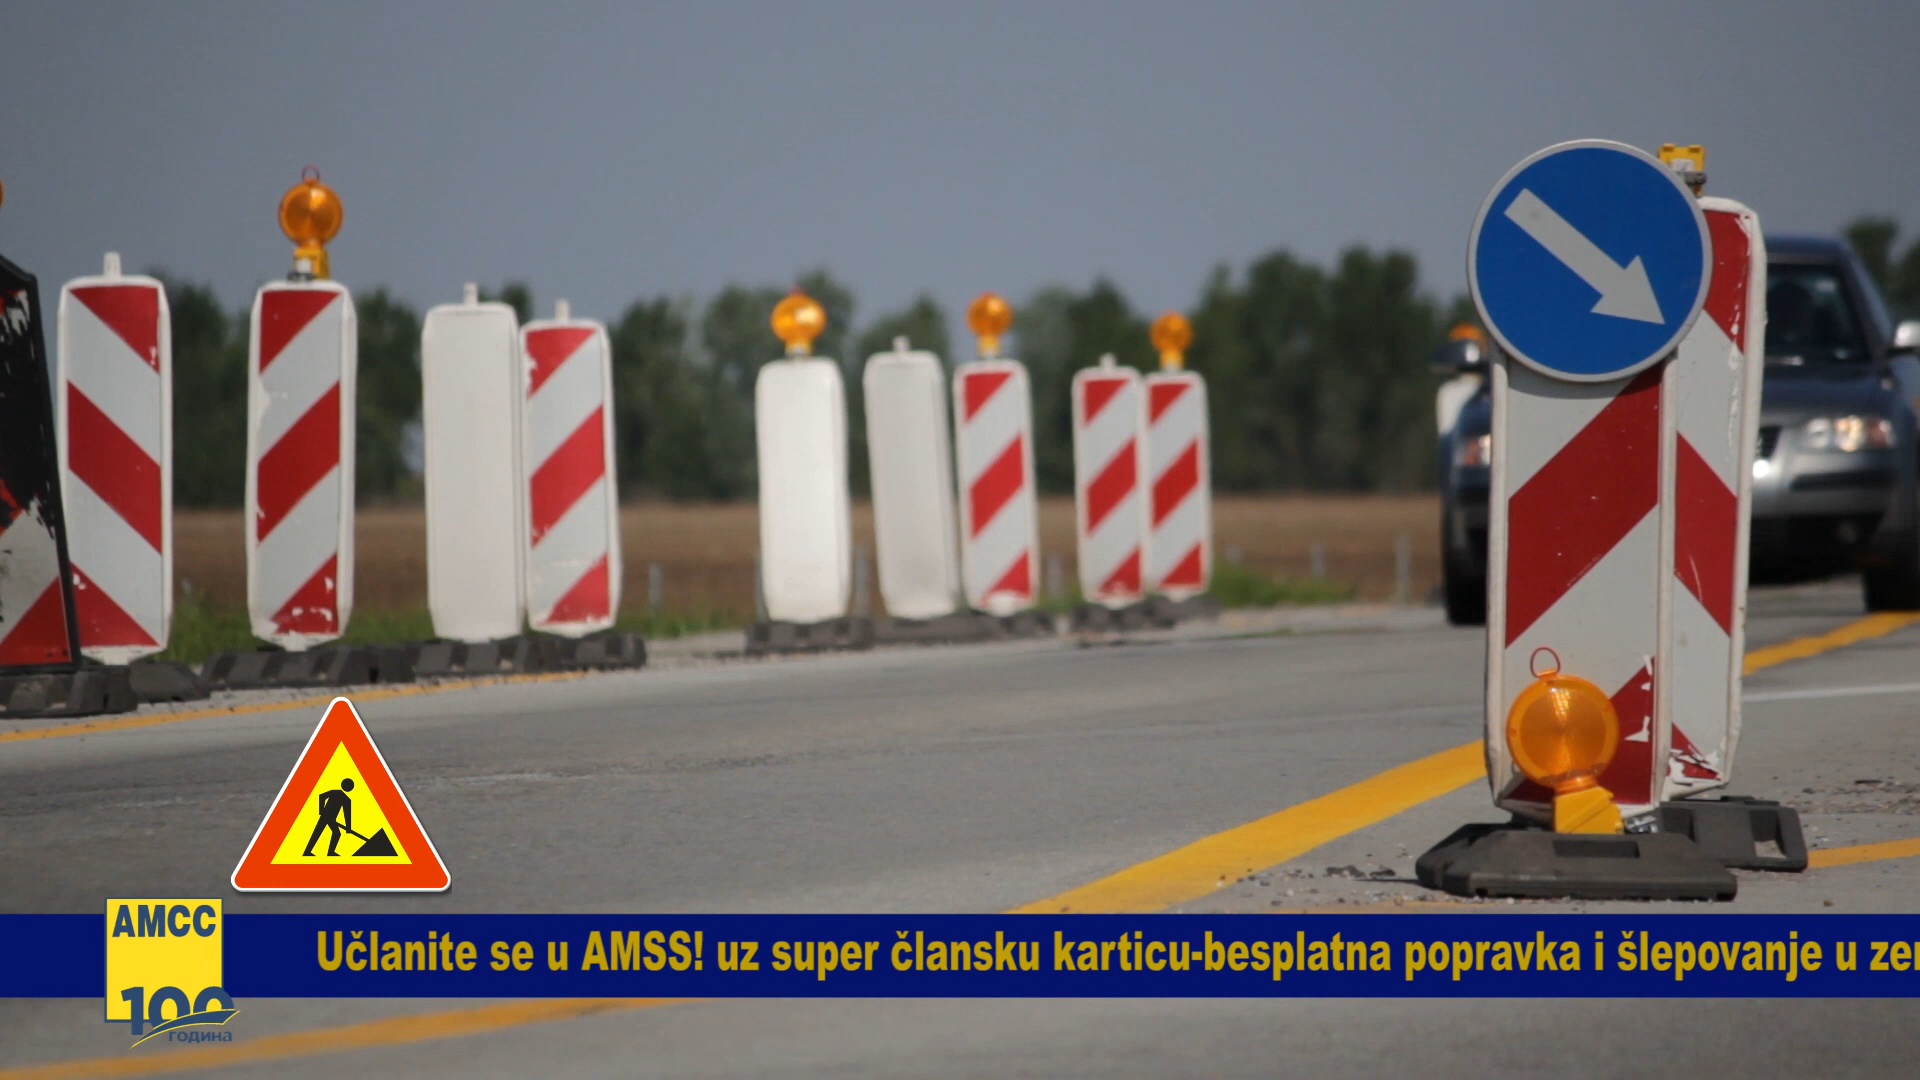 АМСС
100
година
Učlanite se u AMSS! uz super člansku karticu-besplatna popravka i šlepovanje u